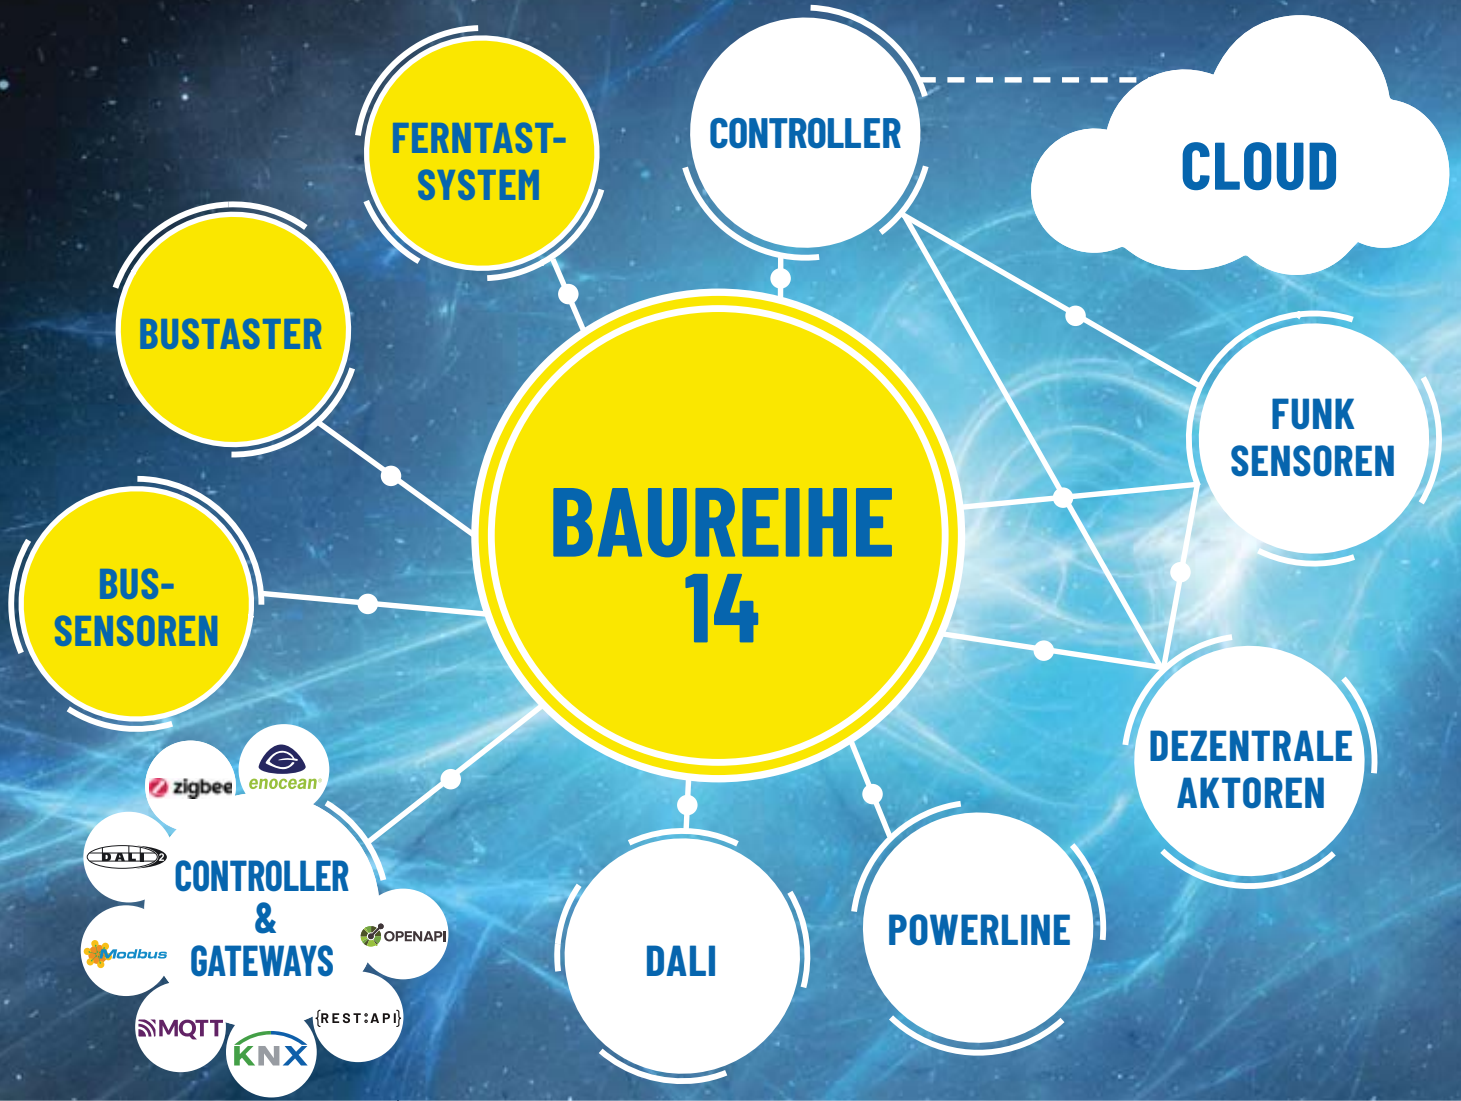 FERNTAST-
SYSTEM
CONTROLLER
CLOUD
BUSTASTER
FUNK
SENSOREN
BAUREIHE
14
BUS-
SENSOREN
DEZENTRALE
AKTOREN
zigbee
enocean®
DALI 2
CONTROLLER
&
GATEWAYS
Modbus
OPENAPI
MQTT
KNX
{REST:API}
DALI
POWERLINE